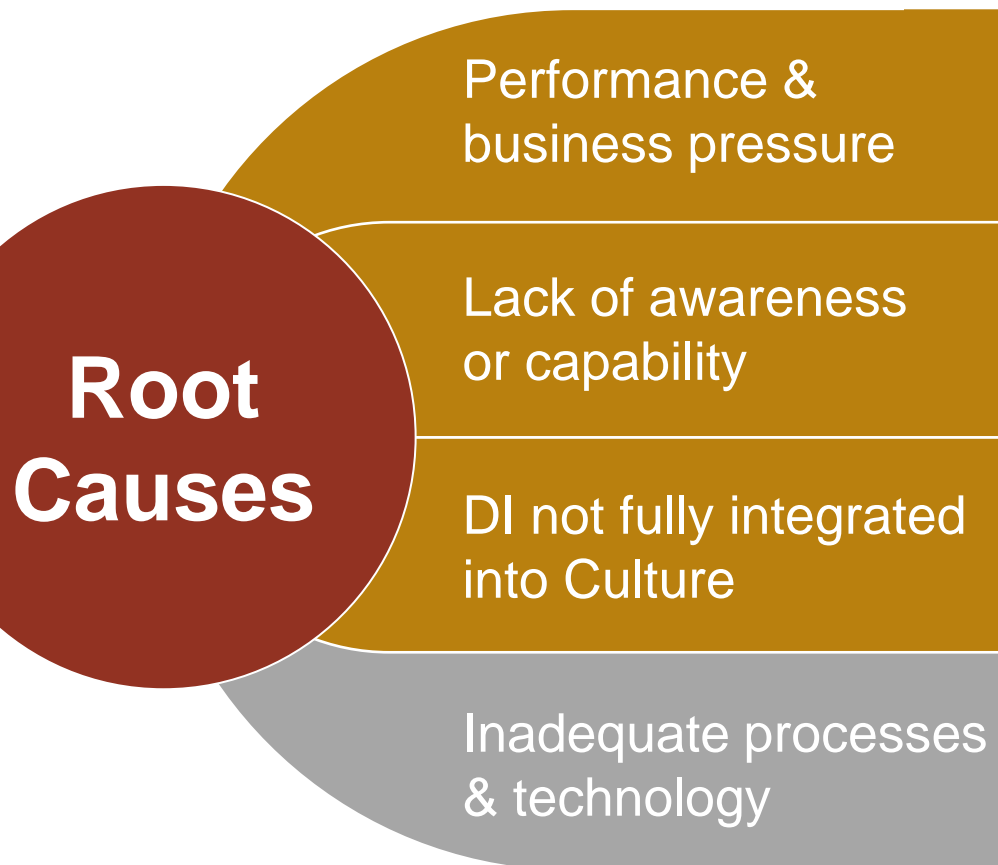 Performance &
business pressure
Lack of awareness
or capability
Root
Causes
DI not fully integrated
into Culture
Inadequate processes
& technology